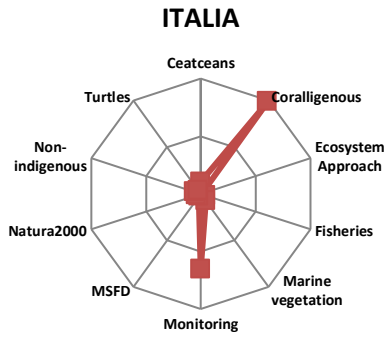 ITALIA
Ceatceans
Turtles
Coralligenous
Non-
indigenous
Ecosystem
Approach
Natura2000
Fisheries
MSFD
Marine
vegetation
Monitoring